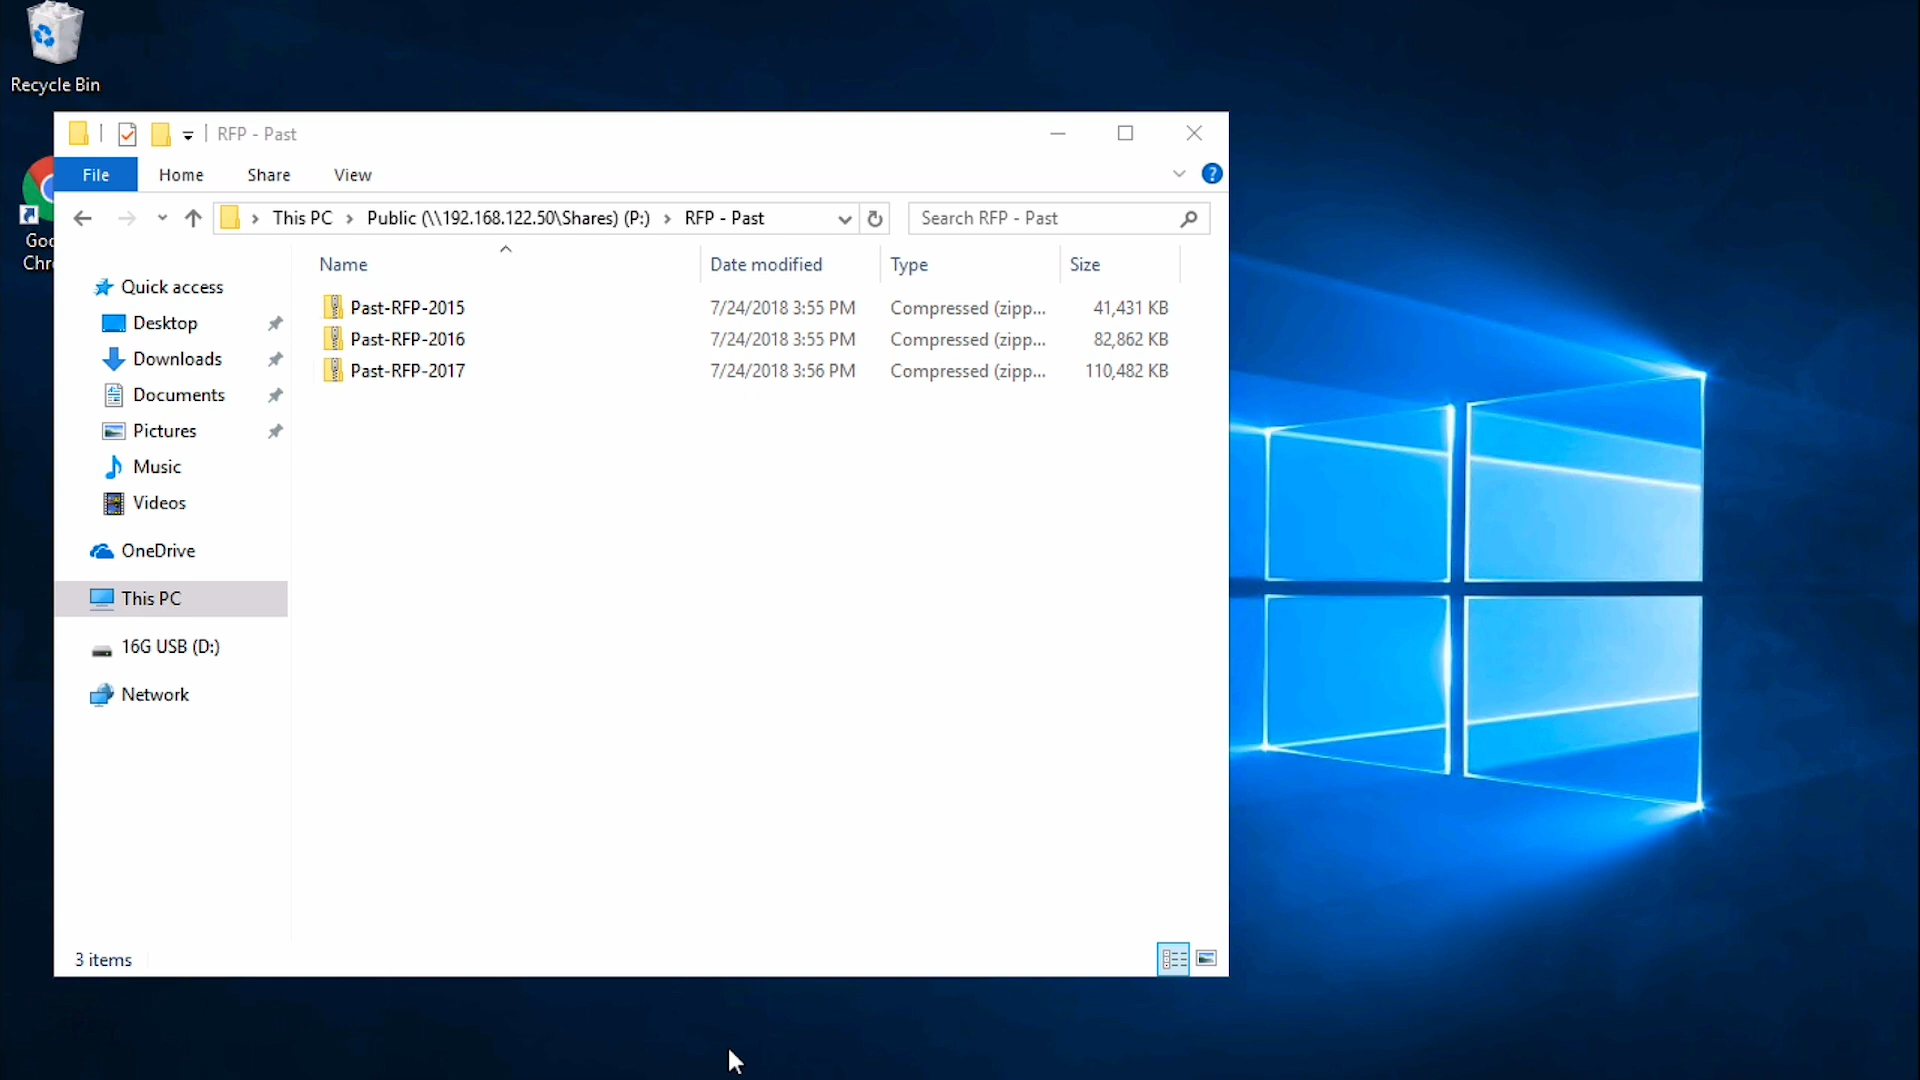 Recycle Bin
RFP - Past
File Home Share View
This PC Public (\\192.168.122.50\Shares) (P:) RFP - Past
Search RFP - Past
Goo
Chr
Name Date modified Type Size
Past-RFP-2015 7/24/2018 3:55 PM Compressed (zipp... 41,431 KB
Past-RFP-2016 7/24/2018 3:55 PM Compressed (zipp... 82,862 KB
Past-RFP-2017 7/24/2018 3:56 PM Compressed (zipp... 110,482 KB
Quick access
Desktop
Downloads
Documents
Pictures
Music
Videos
OneDrive
This PC
16G USB (D:)
Network
3 items